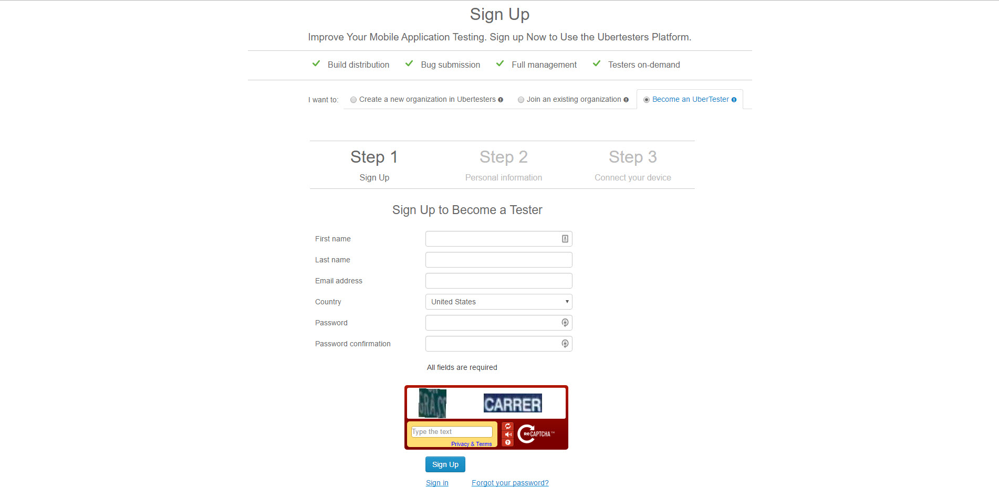 Sign Up
Improve Your Mobile Application Testing. Sign up Now to Use the Ubertesters Platform.
Build distribution Bug submission Full management Testers on-demand
I want to: Create a new organization in Ubertesters Join an existing organization Become an UberTester
Step 1 Step 2 Step 3
Sign Up Personal information Connect your device
Sign Up to Become a Tester
First name
Last name
Email address
Country United States
Password
Password confirmation
All fields are required
GRASS CARRER
Type the text
Privacy & Terms
reCAPTCHA™
Sign Up
Sign in Forgot your password?